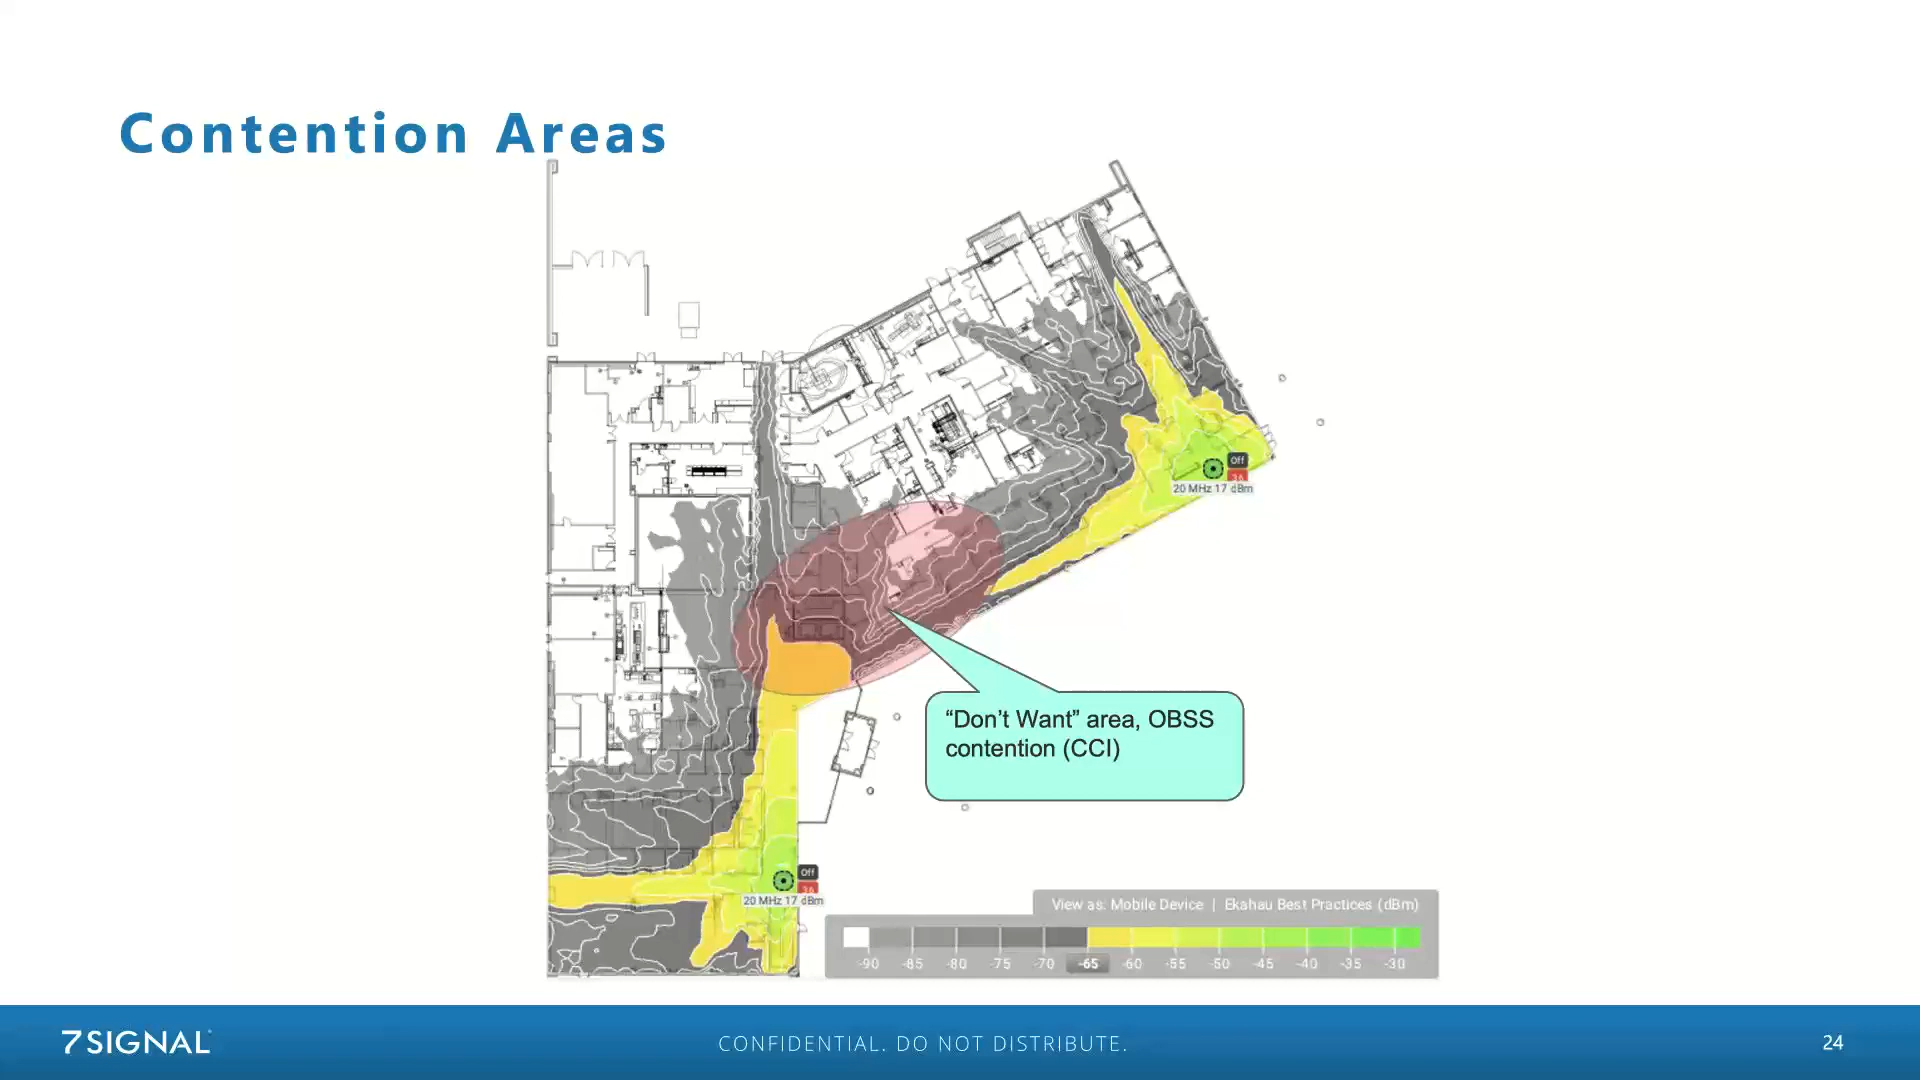 Contention Areas
Off
36
20 MHz 17 dBm
“Don’t Want” area, OBSS
contention (CCI)
Off
36
20 MHz 17 dBm
View as: Mobile Device | Ekahau Best Practices (dBm)
-90 -85 -80 -75 -70 -65 -60 -55 -50 -45 -40 -35 -30
7SIGNAL
CONFIDENTIAL. DO NOT DISTRIBUTE.
24